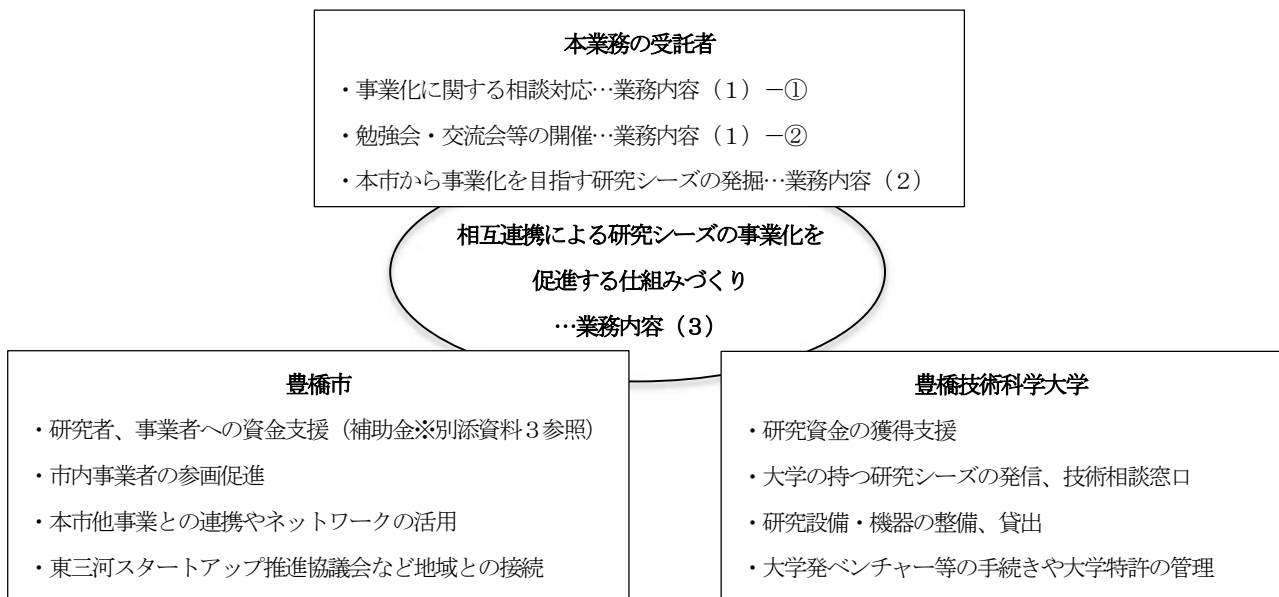 本業務の受託者
・事業化に関する相談対応…業務内容（１）－①
・勉強会・交流会等の開催…業務内容（１）－②
・本市から事業化を目指す研究シーズの発掘…業務内容（２）
相互連携による研究シーズの事業化を
促進する仕組みづくり
…業務内容（３）
豊橋市
・研究者、事業者への資金支援（補助金※別添資料３参照）
・市内事業者の参画促進
・本市他事業との連携やネットワークの活用
・東三河スタートアップ推進協議会など地域との接続
豊橋技術科学大学
・研究資金の獲得支援
・大学の持つ研究シーズの発信、技術相談窓口
・研究設備・機器の整備、貸出
・大学発ベンチャー等の手続きや大学特許の管理